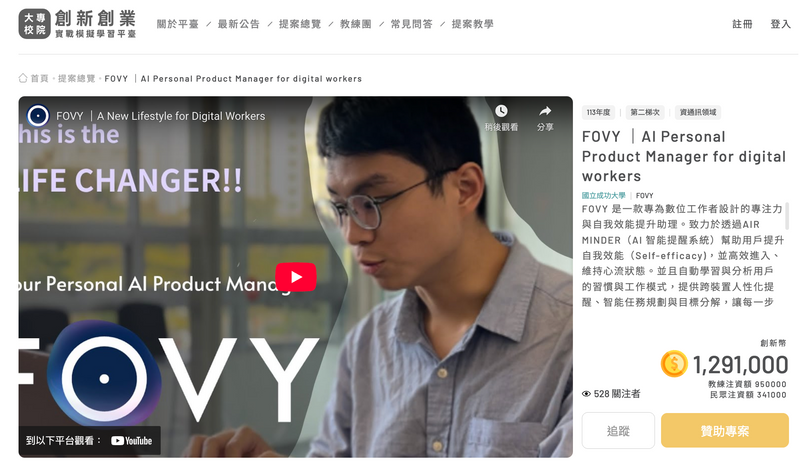 大專校院 創新創業
實戰模擬學習平臺
關於平臺 ／ 最新公告 ／ 提案總覽 ／ 教練團 ／ 常見問答 ／ 提案教學
註冊 登入
首頁・提案總覽・FOVY ｜AI Personal Product Manager for digital workers
FOVY ｜A New Lifestyle for Digital Workers
稍後觀看 分享
his is the
IFE CHANGER!!
our Personal AI Product Manag
FOVY
到以下平台觀看： YouTube
113年度 | 第二梯次 | 資通訊領域
FOVY ｜AI Personal
Product Manager for digital
workers
國立成功大學 | FOVY
FOVY 是一款專為數位工作者設計的專注力
與自我效能提升助理。致力於透過AIR
MINDER（AI 智能提醒系統）幫助用戶提升
自我效能（Self-efficacy)，並高效進入、
維持心流狀態。並且自動學習與分析用戶
的習慣與工作模式，提供跨裝置人性化提
醒、智能任務規劃與目標分解，讓每一步
創新幣
1,291,000
教練注資額 950000
528 關注者
民眾注資額 341000
追蹤 贊助專案